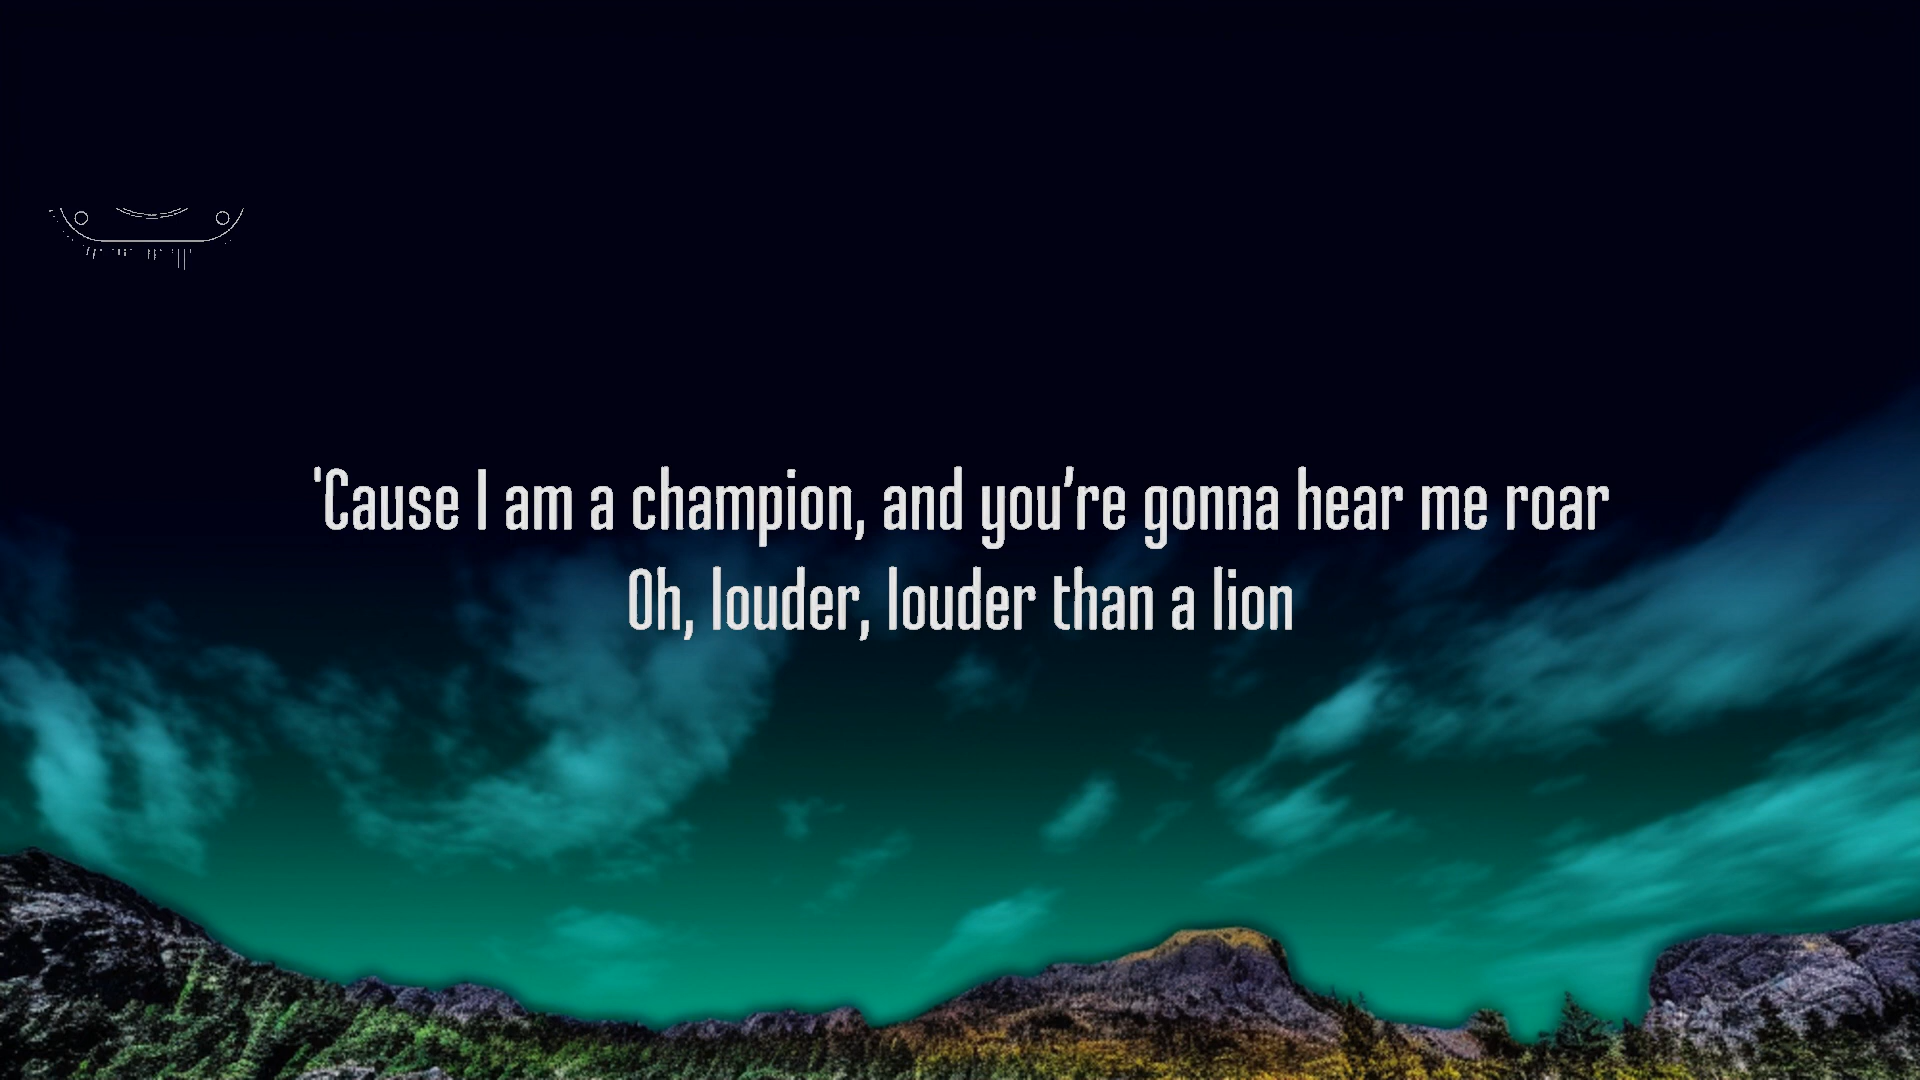 'Cause I am a champion, and you’re gonna hear me roar
Oh, louder, louder than a lion